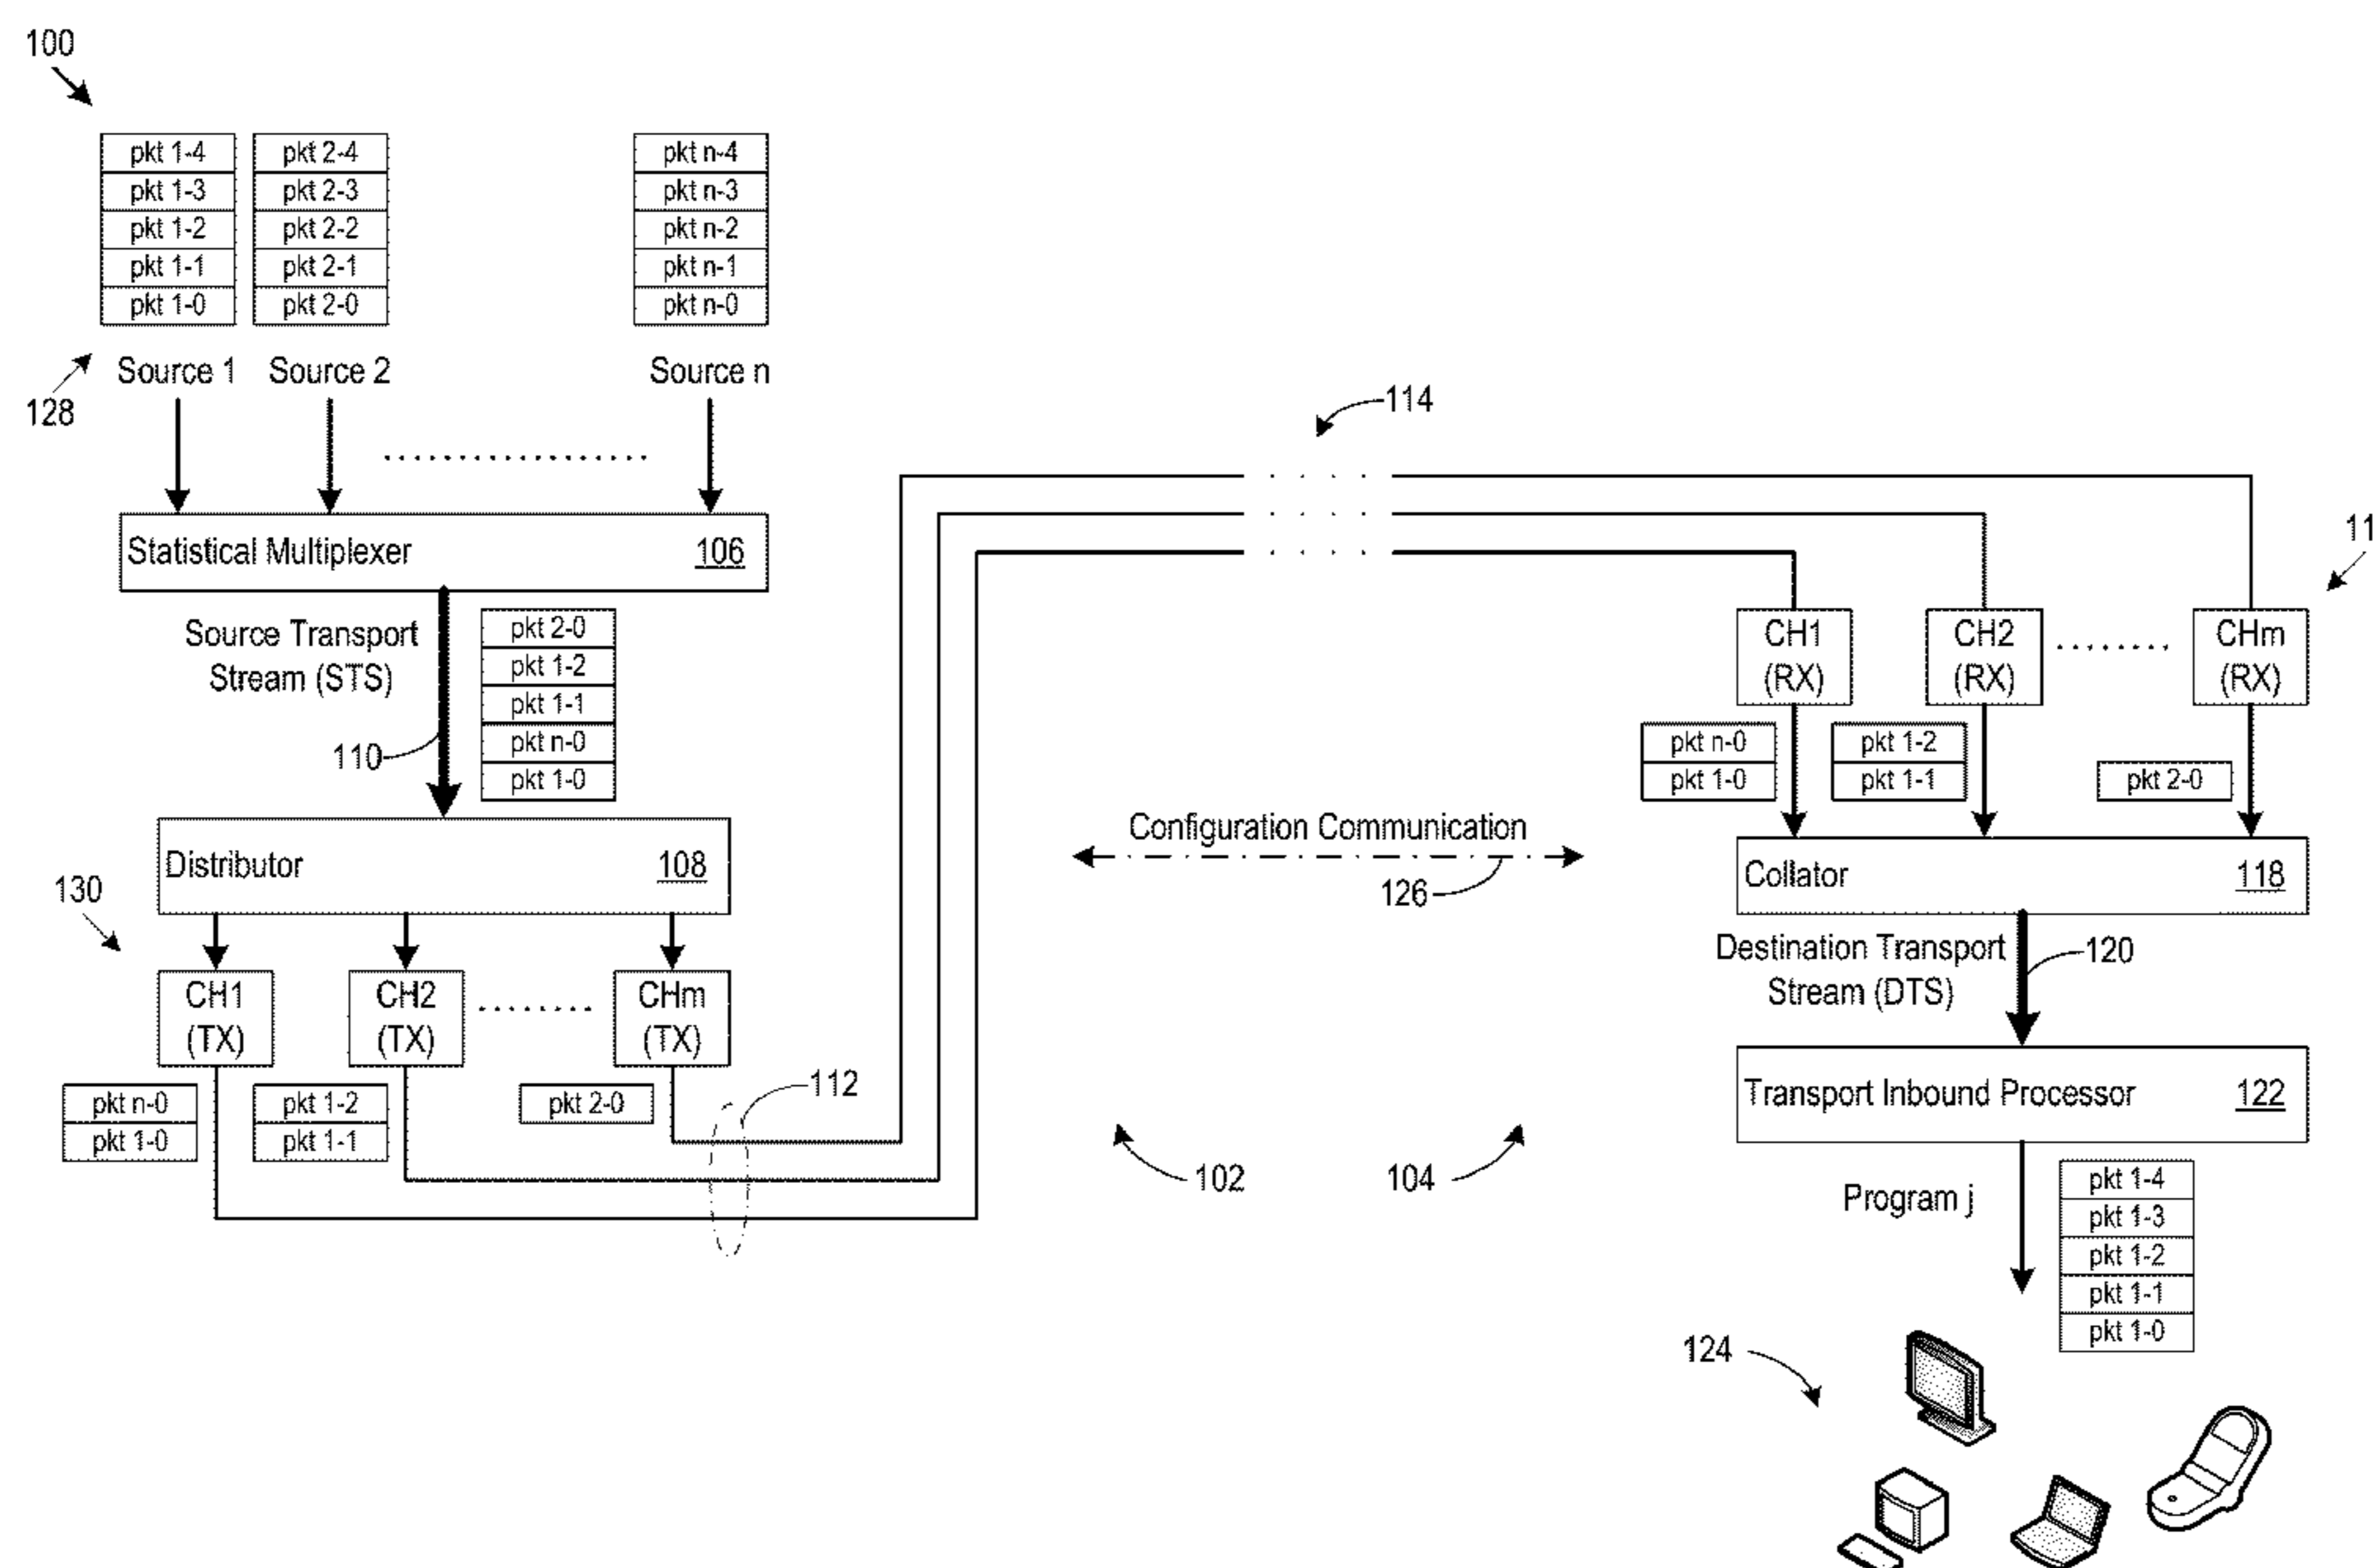 100
pkt 1-4
pkt 1-3
pkt 1-2
pkt 1-1
pkt 1-0
pkt 2-4
pkt 2-3
pkt 2-2
pkt 2-1
pkt 2-0
pkt n-4
pkt n-3
pkt n-2
pkt n-1
pkt n-0
128
Source 1
Source 2
Source n
Statistical Multiplexer 106
Source Transport
Stream (STS)
110
pkt 2-0
pkt 1-2
pkt 1-1
pkt n-0
pkt 1-0
Distributor 108
130
CH1
(TX)
CH2
(TX)
CHm
(TX)
pkt n-0
pkt 1-0
pkt 1-2
pkt 1-1
pkt 2-0
112
114
102
104
Configuration Communication
126
11
CH1
(RX)
CH2
(RX)
CHm
(RX)
pkt n-0
pkt 1-0
pkt 1-2
pkt 1-1
pkt 2-0
Collator 118
Destination Transport
Stream (DTS)
120
Transport Inbound Processor 122
Program j
pkt 1-4
pkt 1-3
pkt 1-2
pkt 1-1
pkt 1-0
124